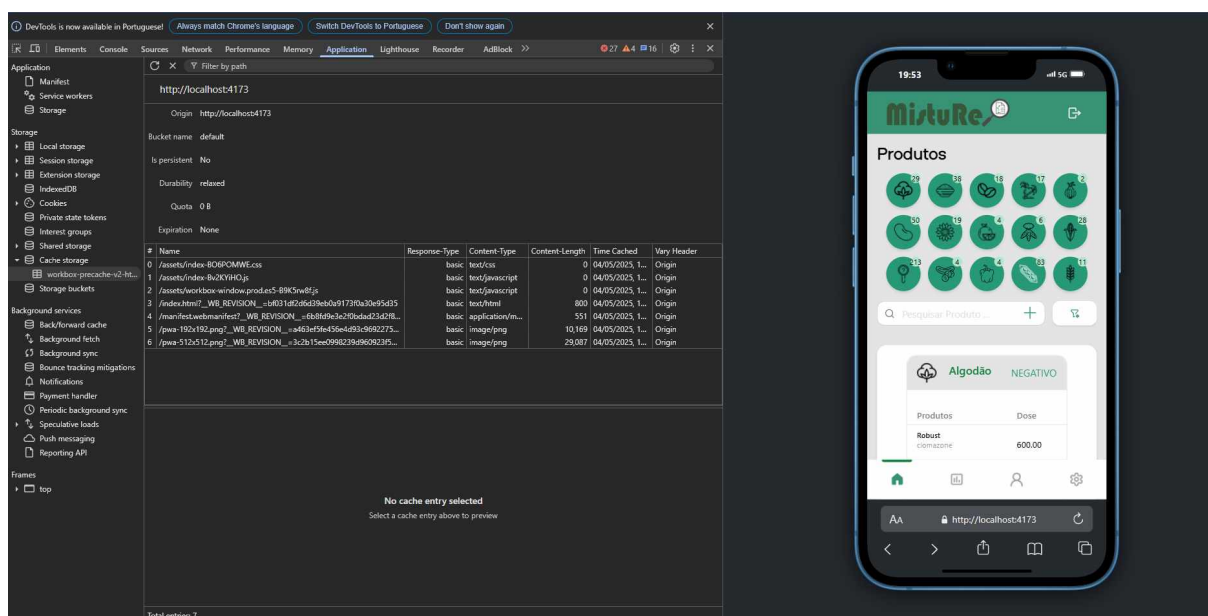 DevTools is now available in Portuguese! Always match Chrome's language Switch DevTools to Portuguese Don't show again
Elements Console Sources Network Performance Memory Application Lighthouse Recorder AdBlock 27 4 16
Application
Manifest
Service workers
Storage
Storage
Local storage
Session storage
Extension storage
IndexedDB
Cookies
Private state tokens
Interest groups
Shared storage
Cache storage
workbox-precache-v2-ht...
Storage buckets
Background services
Back/forward cache
Background fetch
Background sync
Bounce tracking mitigations
Notifications
Payment handler
Periodic background sync
Speculative loads
Push messaging
Reporting API
Frames
top
Filter by path
http://localhost:4173
Origin http://localhost:4173
Bucket name default
Is persistent No
Durability relaxed
Quota 0 B
Expiration None
# Name Response-Type Content-Type Content-Length Time Cached Vary Header
0 /assets/index-BO6POMWE.css basic text/css 0 04/05/2025, 1... Origin
1 /assets/index-Bv2KYiHO.js basic text/javascript 0 04/05/2025, 1... Origin
2 /assets/workbox-window.prod.es5-B9K5rw8f.js basic text/javascript 0 04/05/2025, 1... Origin
3 /index.html?__WB_REVISION__=bf031df2d6d39eb0a9173f0a30e95d35 basic text/html 800 04/05/2025, 1... Origin
4 /manifest.webmanifest?__WB_REVISION__=6b8fd9e3e2f0bdad23d2f8... basic application/m... 551 04/05/2025, 1... Origin
5 /pwa-192x192.png?__WB_REVISION__=a463ef5fe456e4d93c9692275... basic image/png 10,169 04/05/2025, 1... Origin
6 /pwa-512x512.png?__WB_REVISION__=3c2b15ee0998239d960923f5... basic image/png 29,087 04/05/2025, 1... Origin
No cache entry selected
Select a cache entry above to preview
Total entries: 7
19:53 5G
MistuRe
Produtos
29 38 18 17 2
50 19 4 6 28
213 4 4 83 11
Pesquisar Produto ...
Algodão NEGATIVO
Produtos Dose
Robust
clomazone 600.00
AA http://localhost:4173